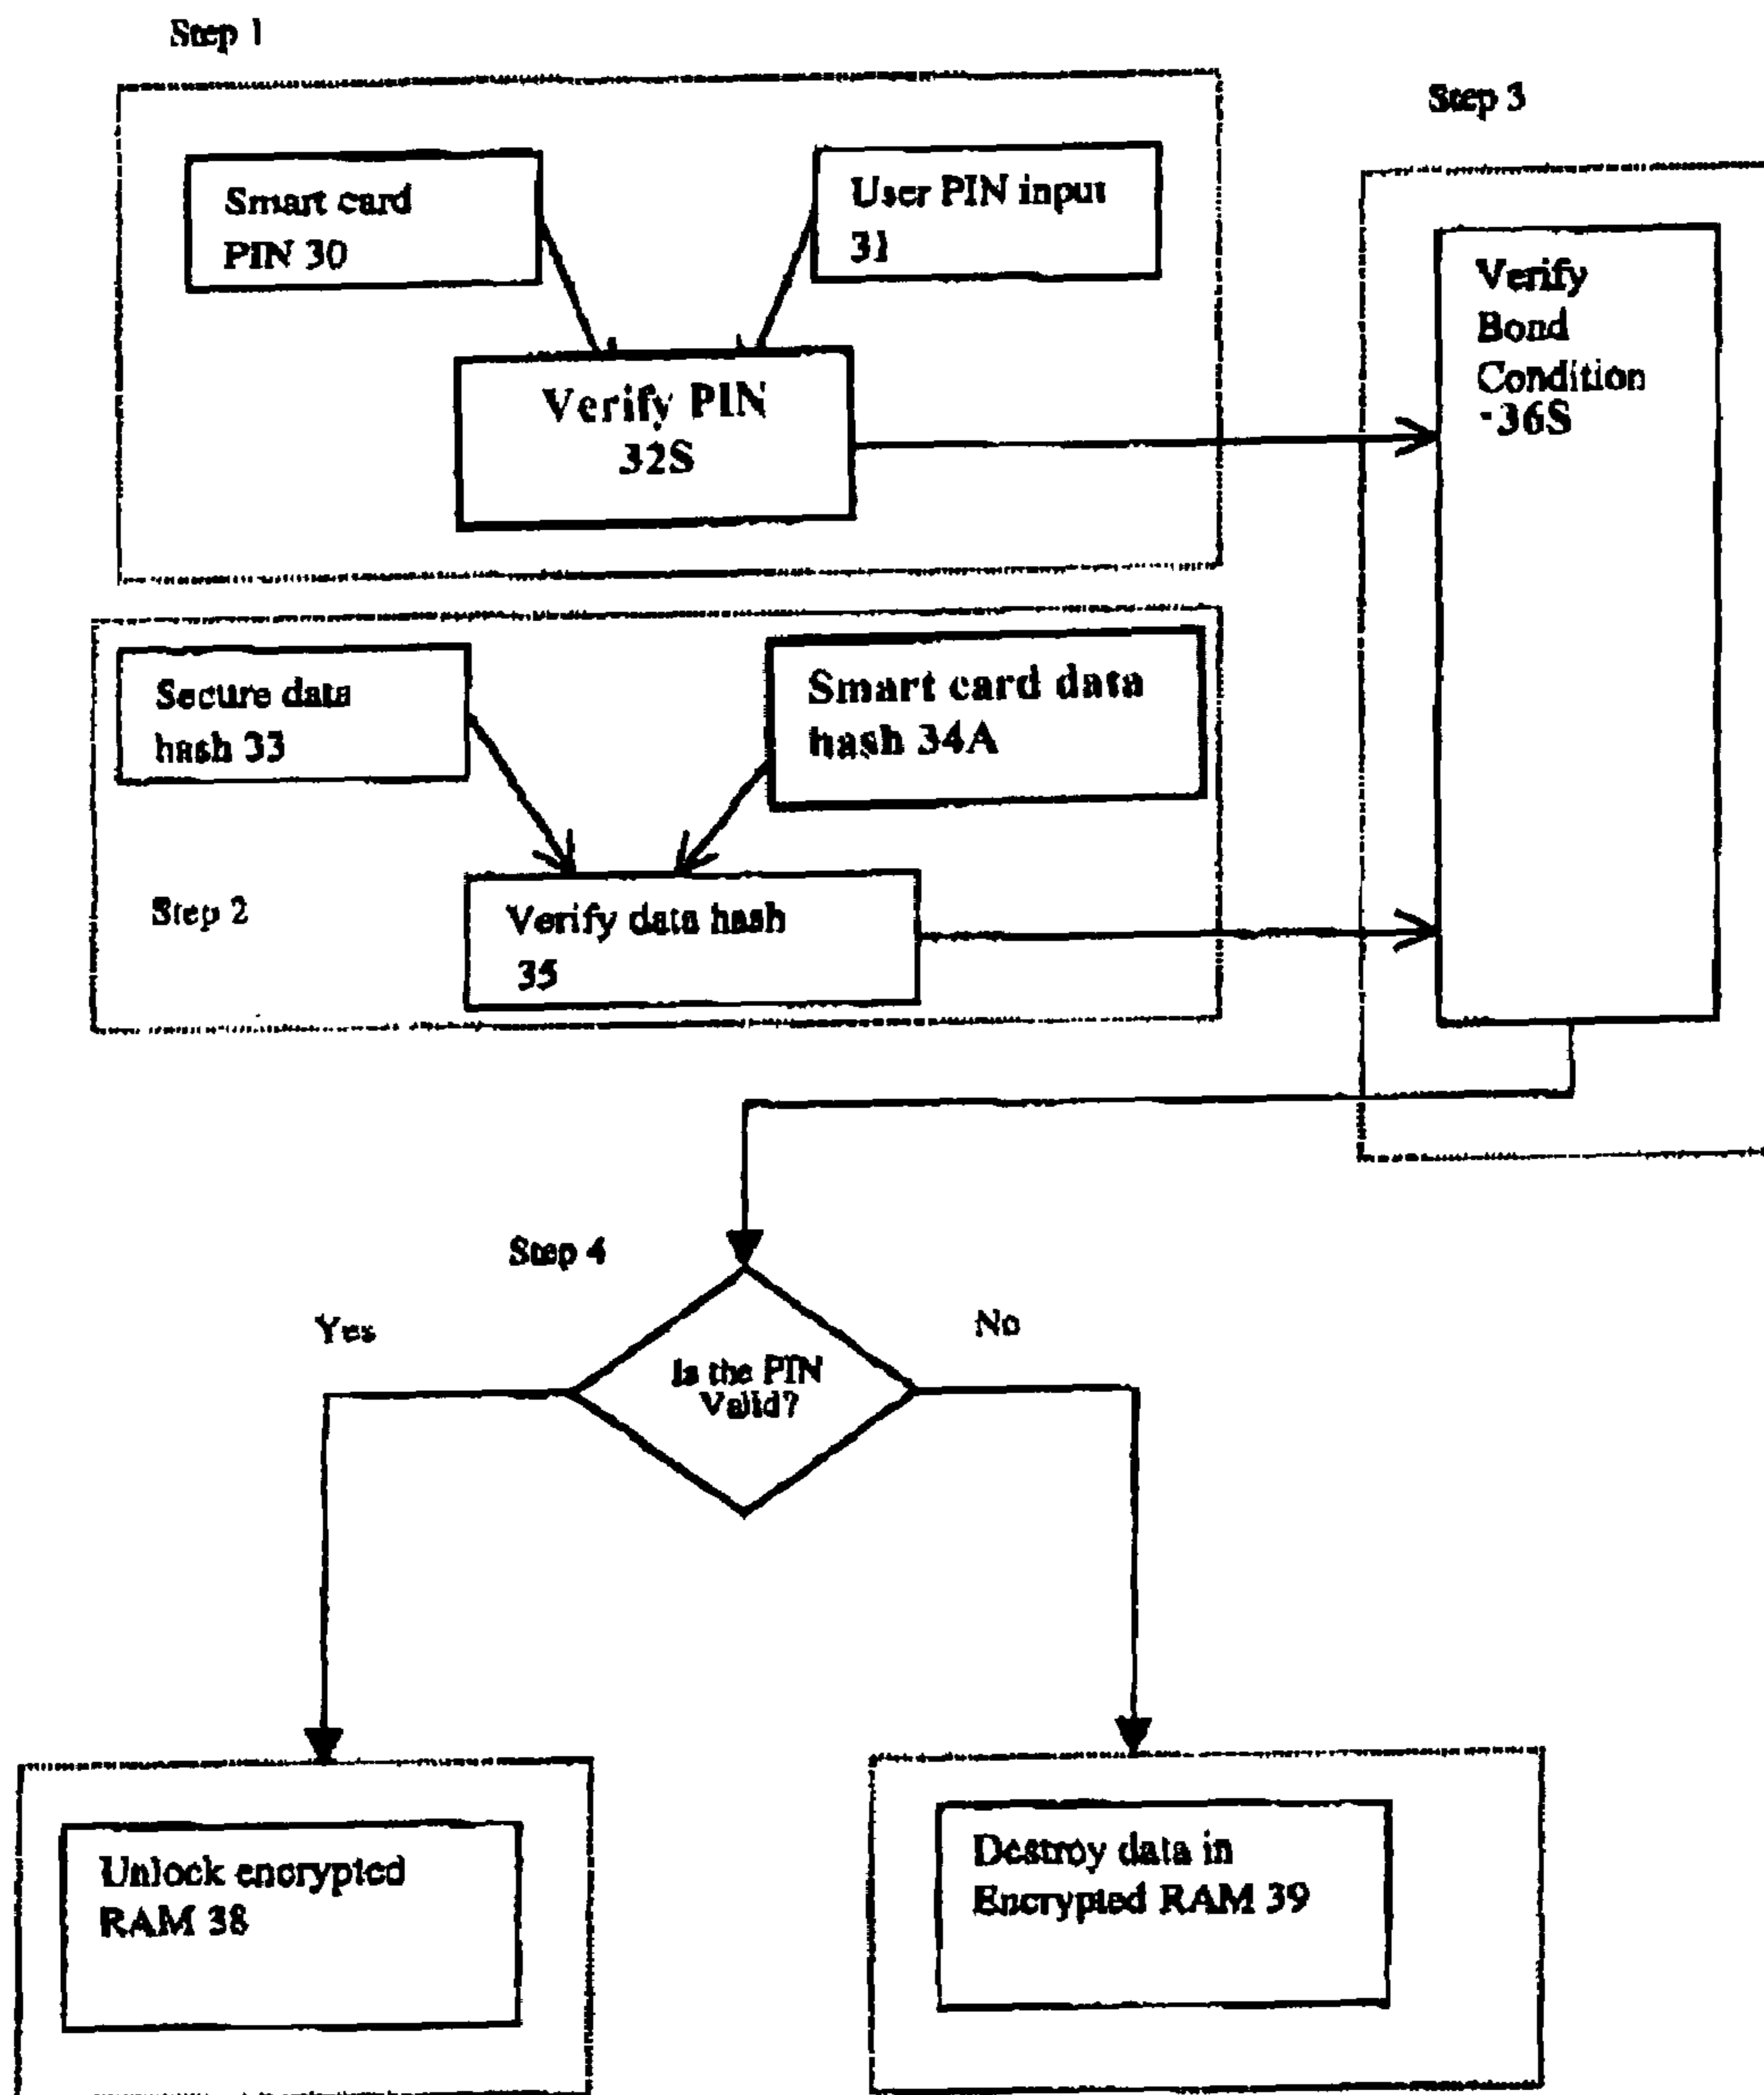 Step 1
Smart card
PIN 30
User PIN input
31
Verify PIN
32S
Step 3
Verify
Bond
Condition
-36S
Secure data
hash 33
Smart card data
hash 34A
Step 2
Verify data hash
35
Step 4
Yes
No
Is the PIN
Valid?
Unlock encrypted
RAM 38
Destroy data in
Encrypted RAM 39